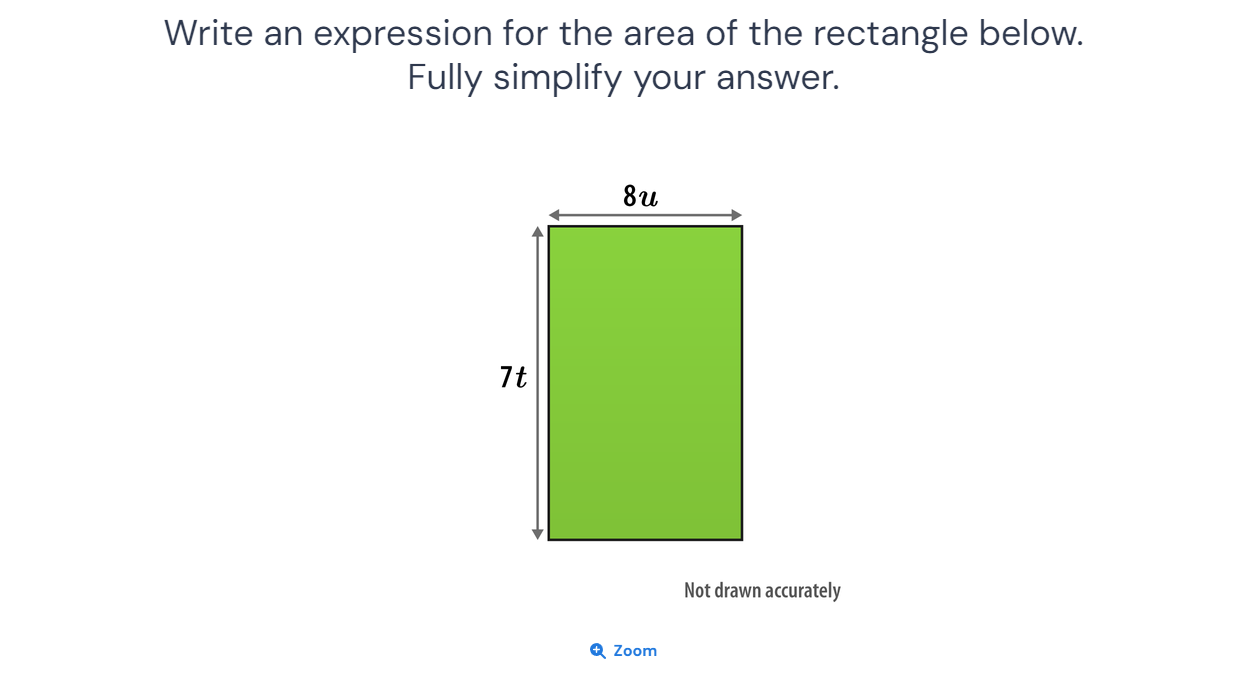 Write an expression for the area of the rectangle below.
Fully simplify your answer.
8u
7t
Not drawn accurately
Zoom